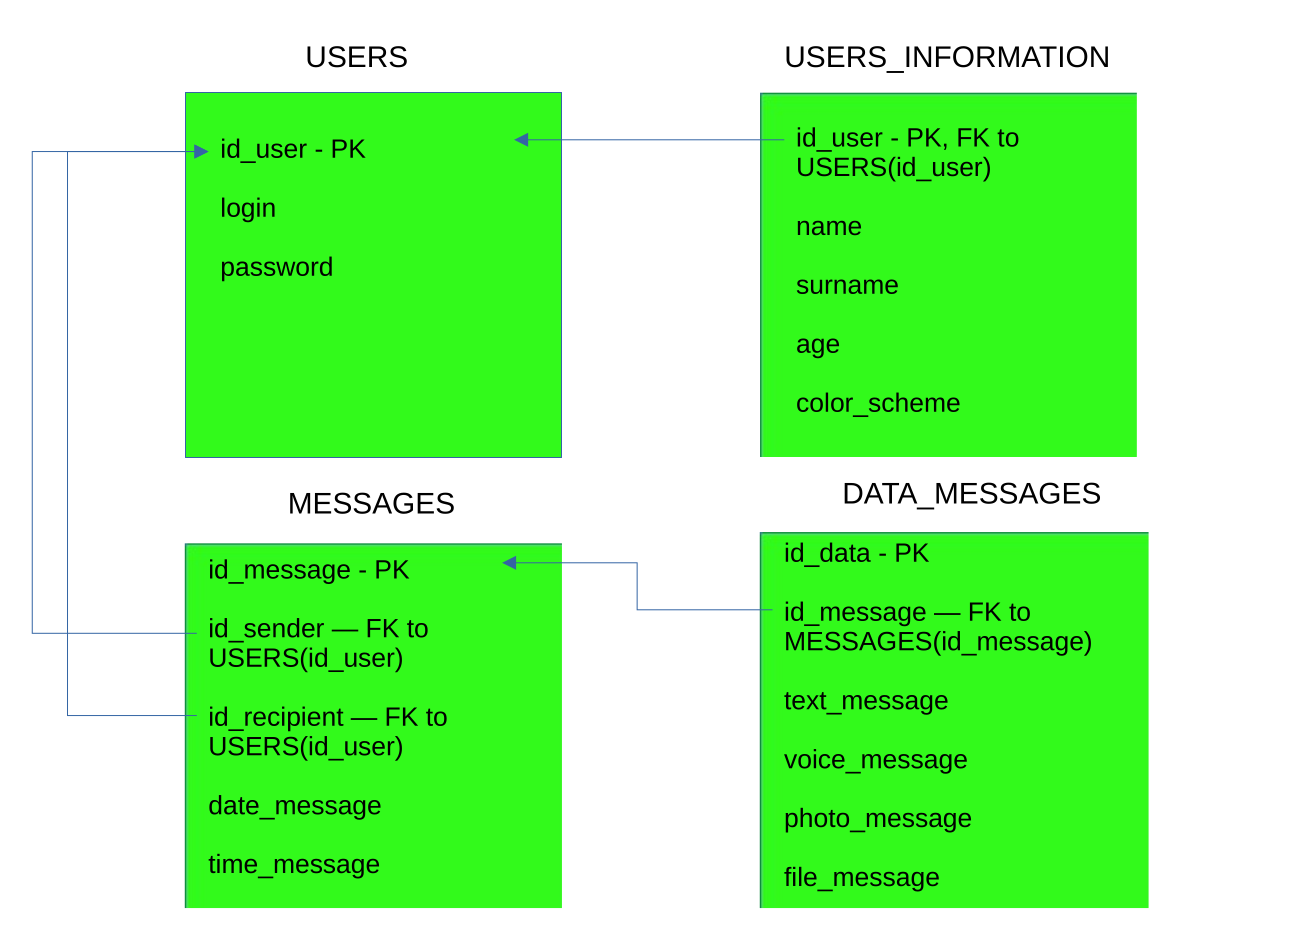 USERS
id_user - PK
login
password
USERS_INFORMATION
id_user - PK, FK to
USERS(id_user)
name
surname
age
color_scheme
MESSAGES
id_message - PK
id_sender — FK to
USERS(id_user)
id_recipient — FK to
USERS(id_user)
date_message
time_message
DATA_MESSAGES
id_data - PK
id_message — FK to
MESSAGES(id_message)
text_message
voice_message
photo_message
file_message